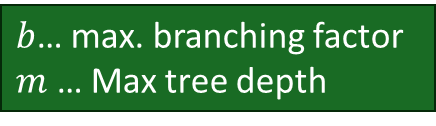 b... max. branching factor
m ... Max tree depth